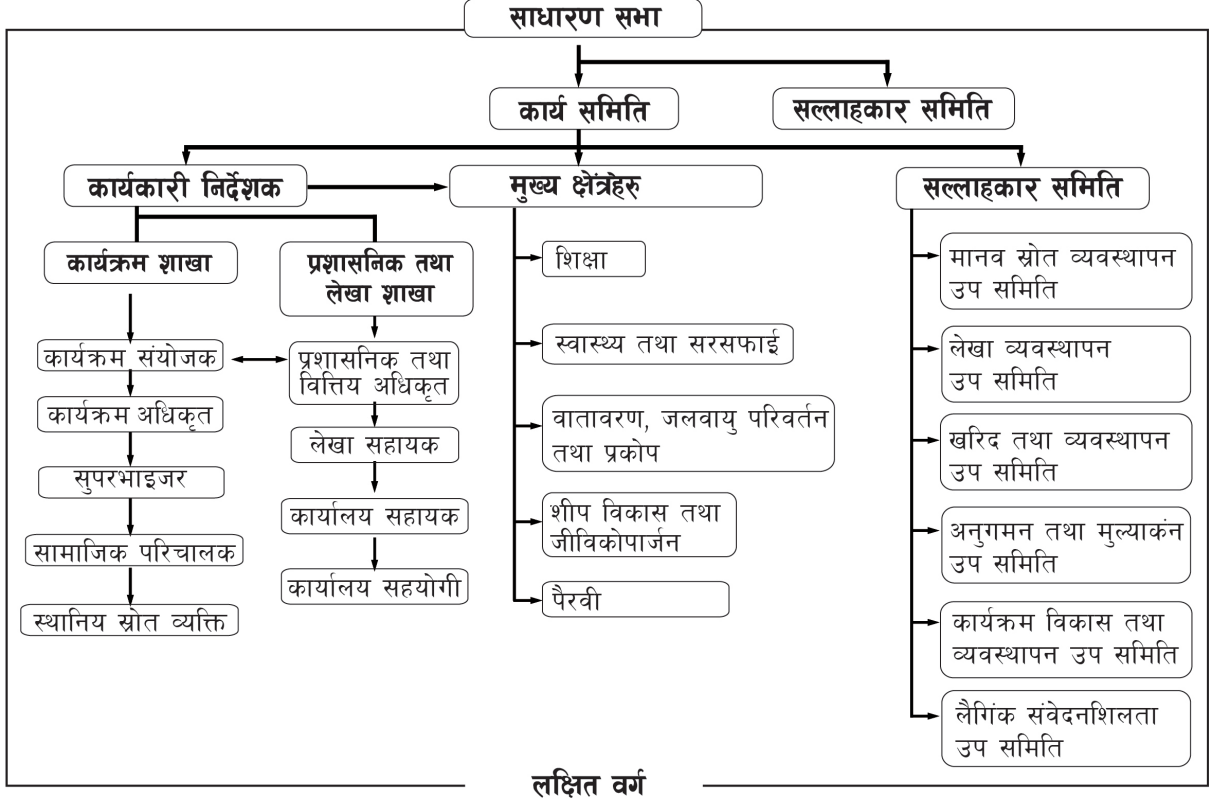 साधारण सभा
कार्य समिति
सल्लाहकार समिति
कार्यकारी निर्देशक
मुख्य क्षेत्रहरु
सल्लाहकार समिति
कार्यक्रम शाखा
कार्यक्रम संयोजक
कार्यक्रम अधिकृत
सुपरभाइजर
सामाजिक परिचालक
स्थानिय स्रोत व्यक्ति
प्रशासनिक तथा
लेखा शाखा
प्रशासनिक तथा
वित्तिय अधिकृत
लेखा सहायक
कार्यालय सहायक
कार्यालय सहयोगी
शिक्षा
स्वास्थ्य तथा सरसफाई
वातावरण, जलवायु परिवर्तन
तथा प्रकोप
शीप विकास तथा
जीविकोपार्जन
पैरवी
मानव स्रोत व्यवस्थापन
उप समिति
लेखा व्यवस्थापन
उप समिति
खरिद तथा व्यवस्थापन
उप समिति
अनुगमन तथा मुल्याकंन
उप समिति
कार्यक्रम विकास तथा
व्यवस्थापन उप समिति
लैगिंक संवेदनशिलता
उप समिति
लक्षित वर्ग